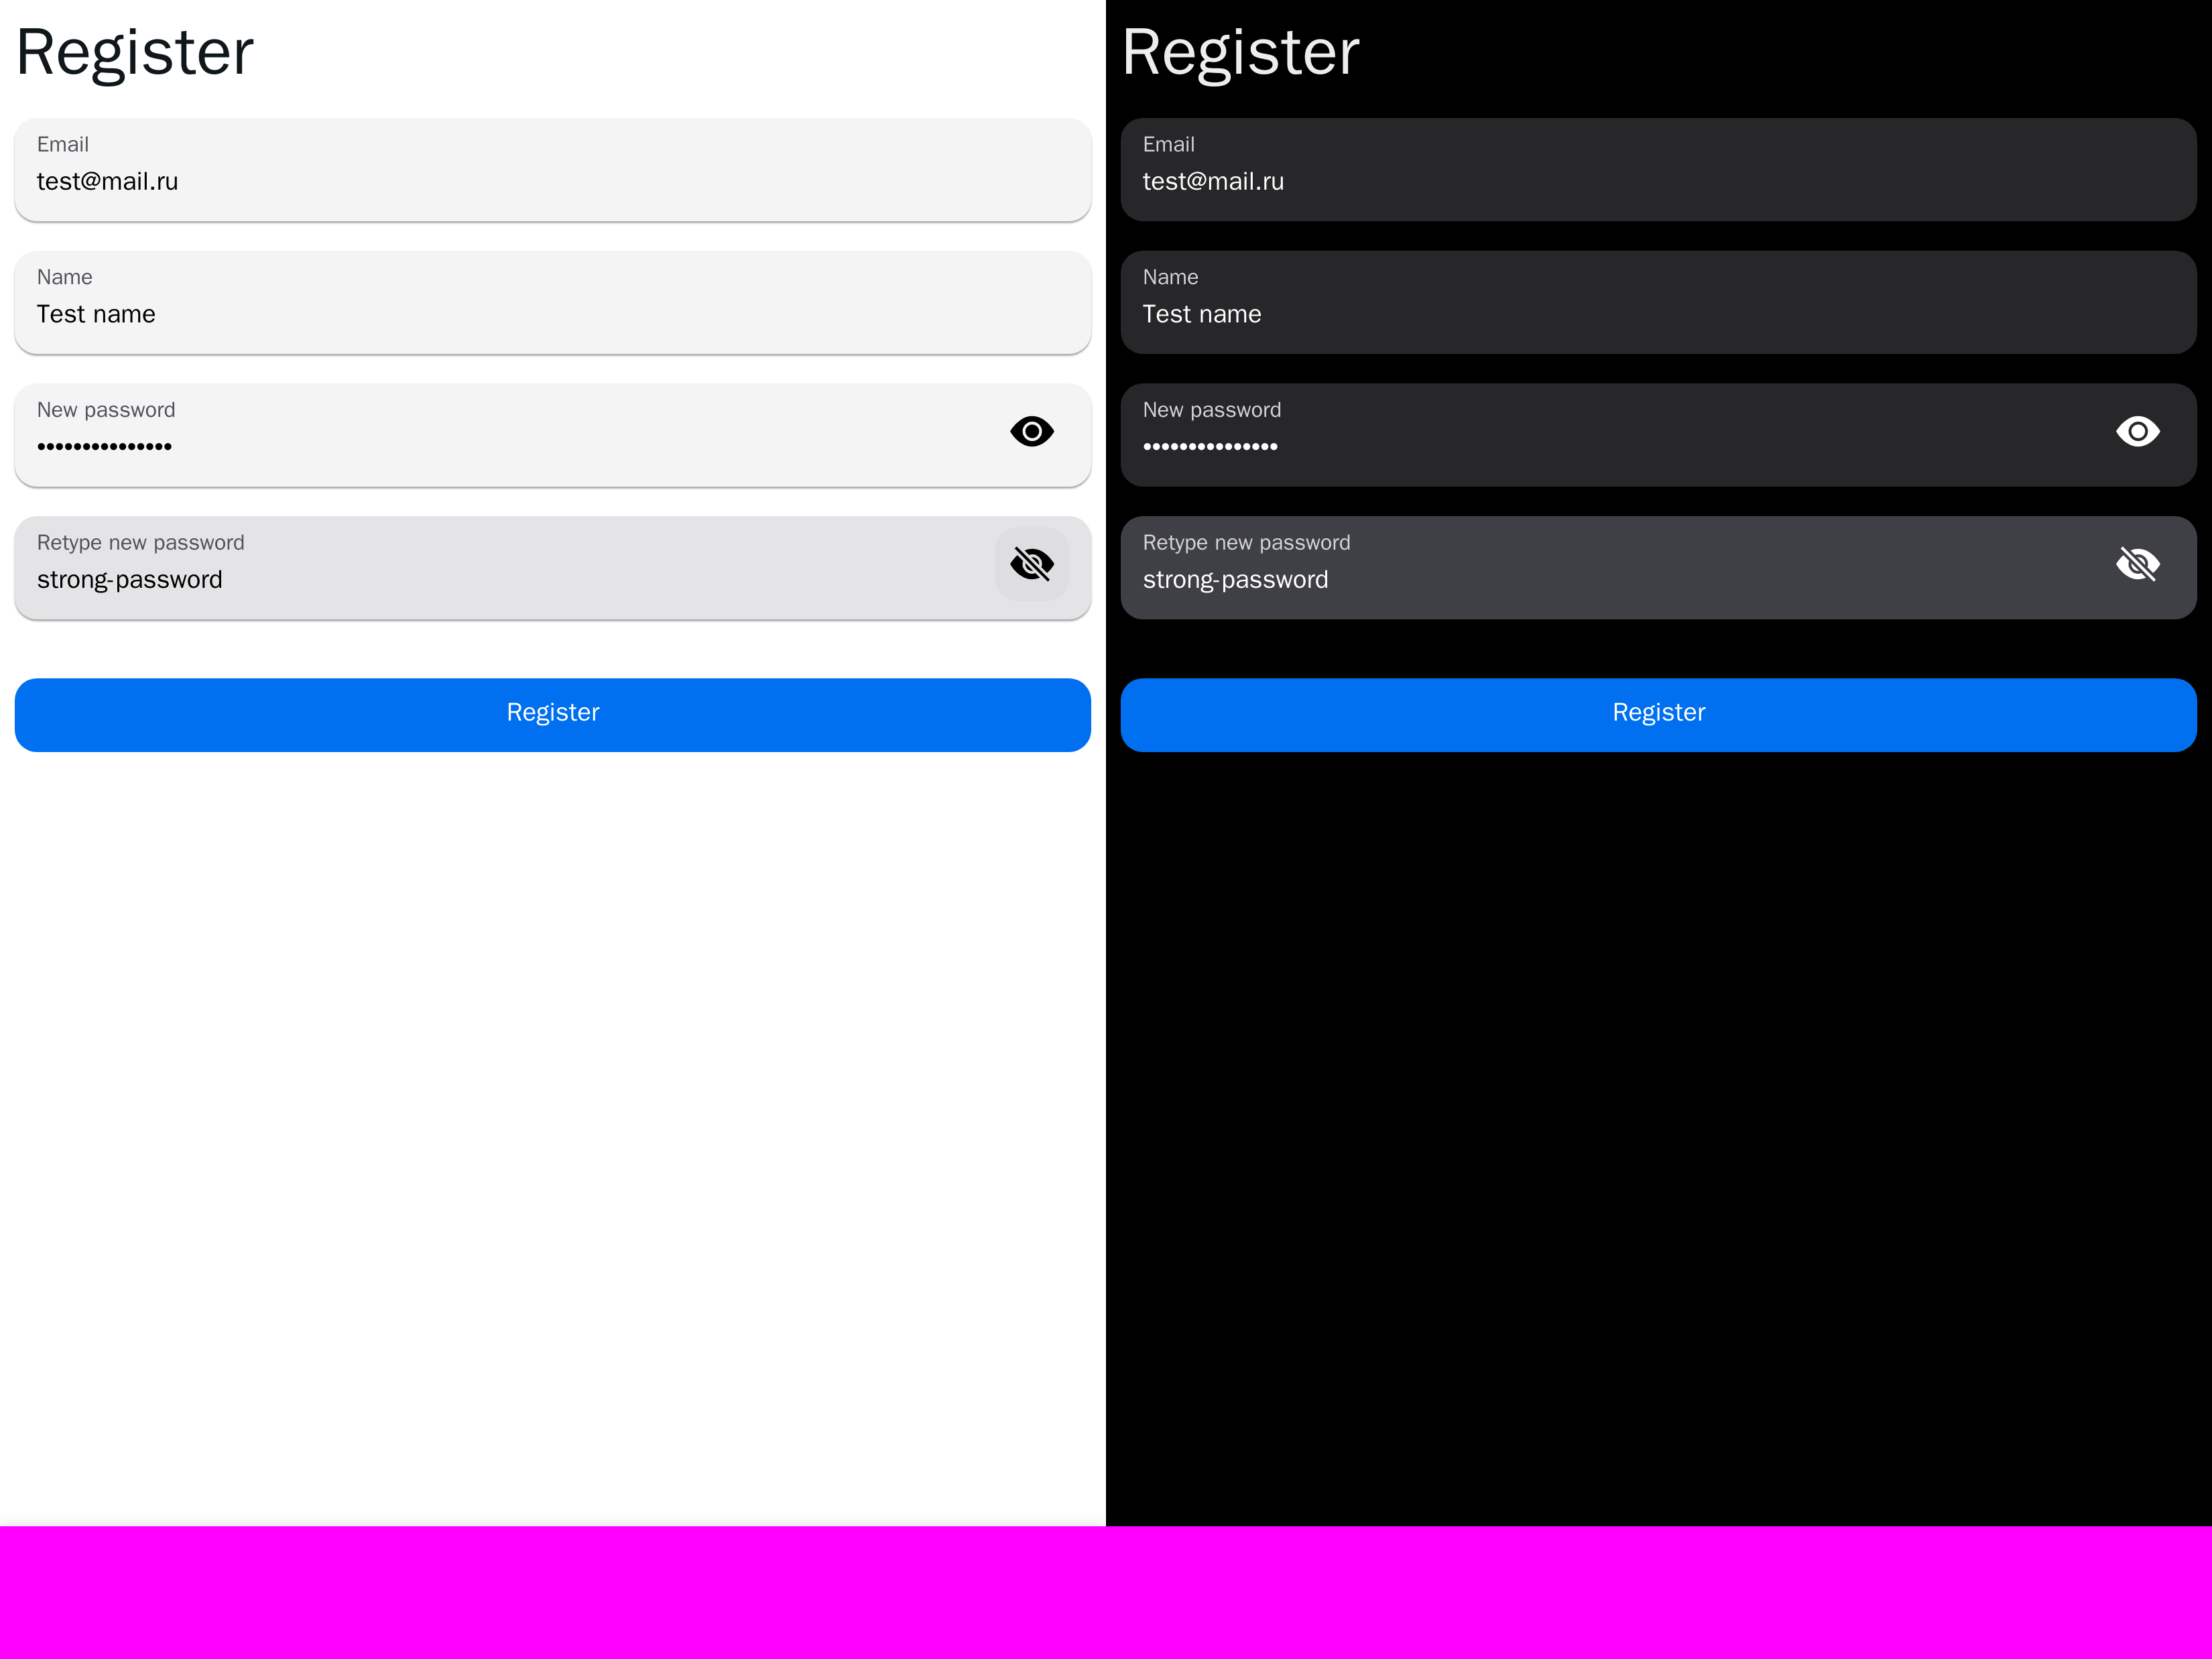 Register
Email
test@mail.ru
Name
Test name
New password
•••••••••••••••
Retype new password
strong-password
Register
Register
Email
test@mail.ru
Name
Test name
New password
•••••••••••••••
Retype new password
strong-password
Register